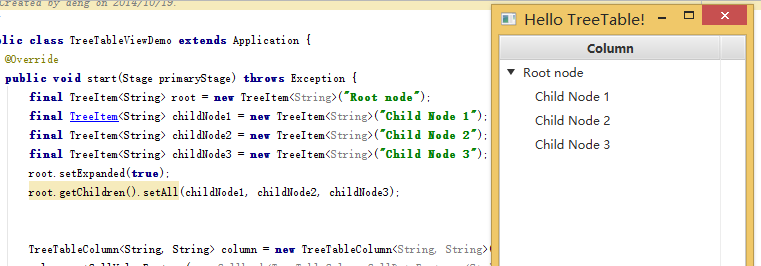 Created by deng on 2014/10/19.
blic class TreeTableViewDemo extends Application {
@Override
public void start(Stage primaryStage) throws Exception {
final TreeItem<String> root = new TreeItem<String>("Root node");
final TreeItem<String> childNode1 = new TreeItem<String>("Child Node 1");
final TreeItem<String> childNode2 = new TreeItem<String>("Child Node 2");
final TreeItem<String> childNode3 = new TreeItem<String>("Child Node 3");
root.setExpanded(true);
root.getChildren().setAll(childNode1, childNode2, childNode3);
TreeTableColumn<String, String> column = new TreeTableColumn<String, String>(
Hello TreeTable!
Column
Root node
Child Node 1
Child Node 2
Child Node 3